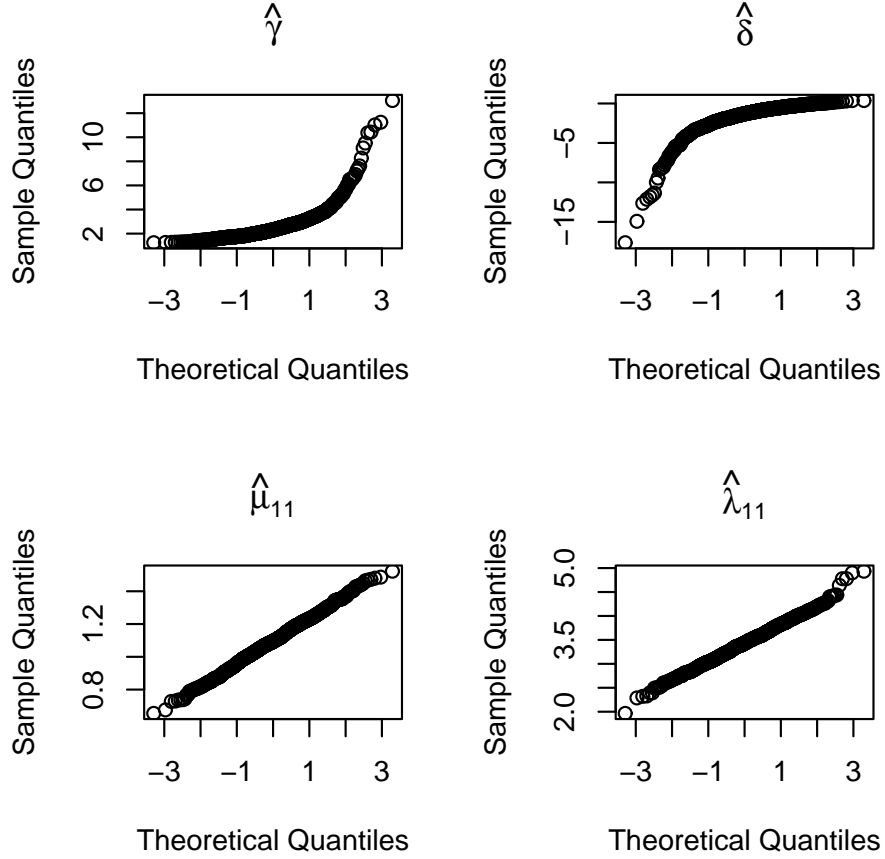 γ̂
Sample Quantiles
2 6 10
−3 −1 1 3
Theoretical Quantiles
δ̂
Sample Quantiles
−15 −5
−3 −1 1 3
Theoretical Quantiles
μ̂₁₁
Sample Quantiles
0.8 1.2
−3 −1 1 3
Theoretical Quantiles
λ̂₁₁
Sample Quantiles
2.0 3.5 5.0
−3 −1 1 3
Theoretical Quantiles